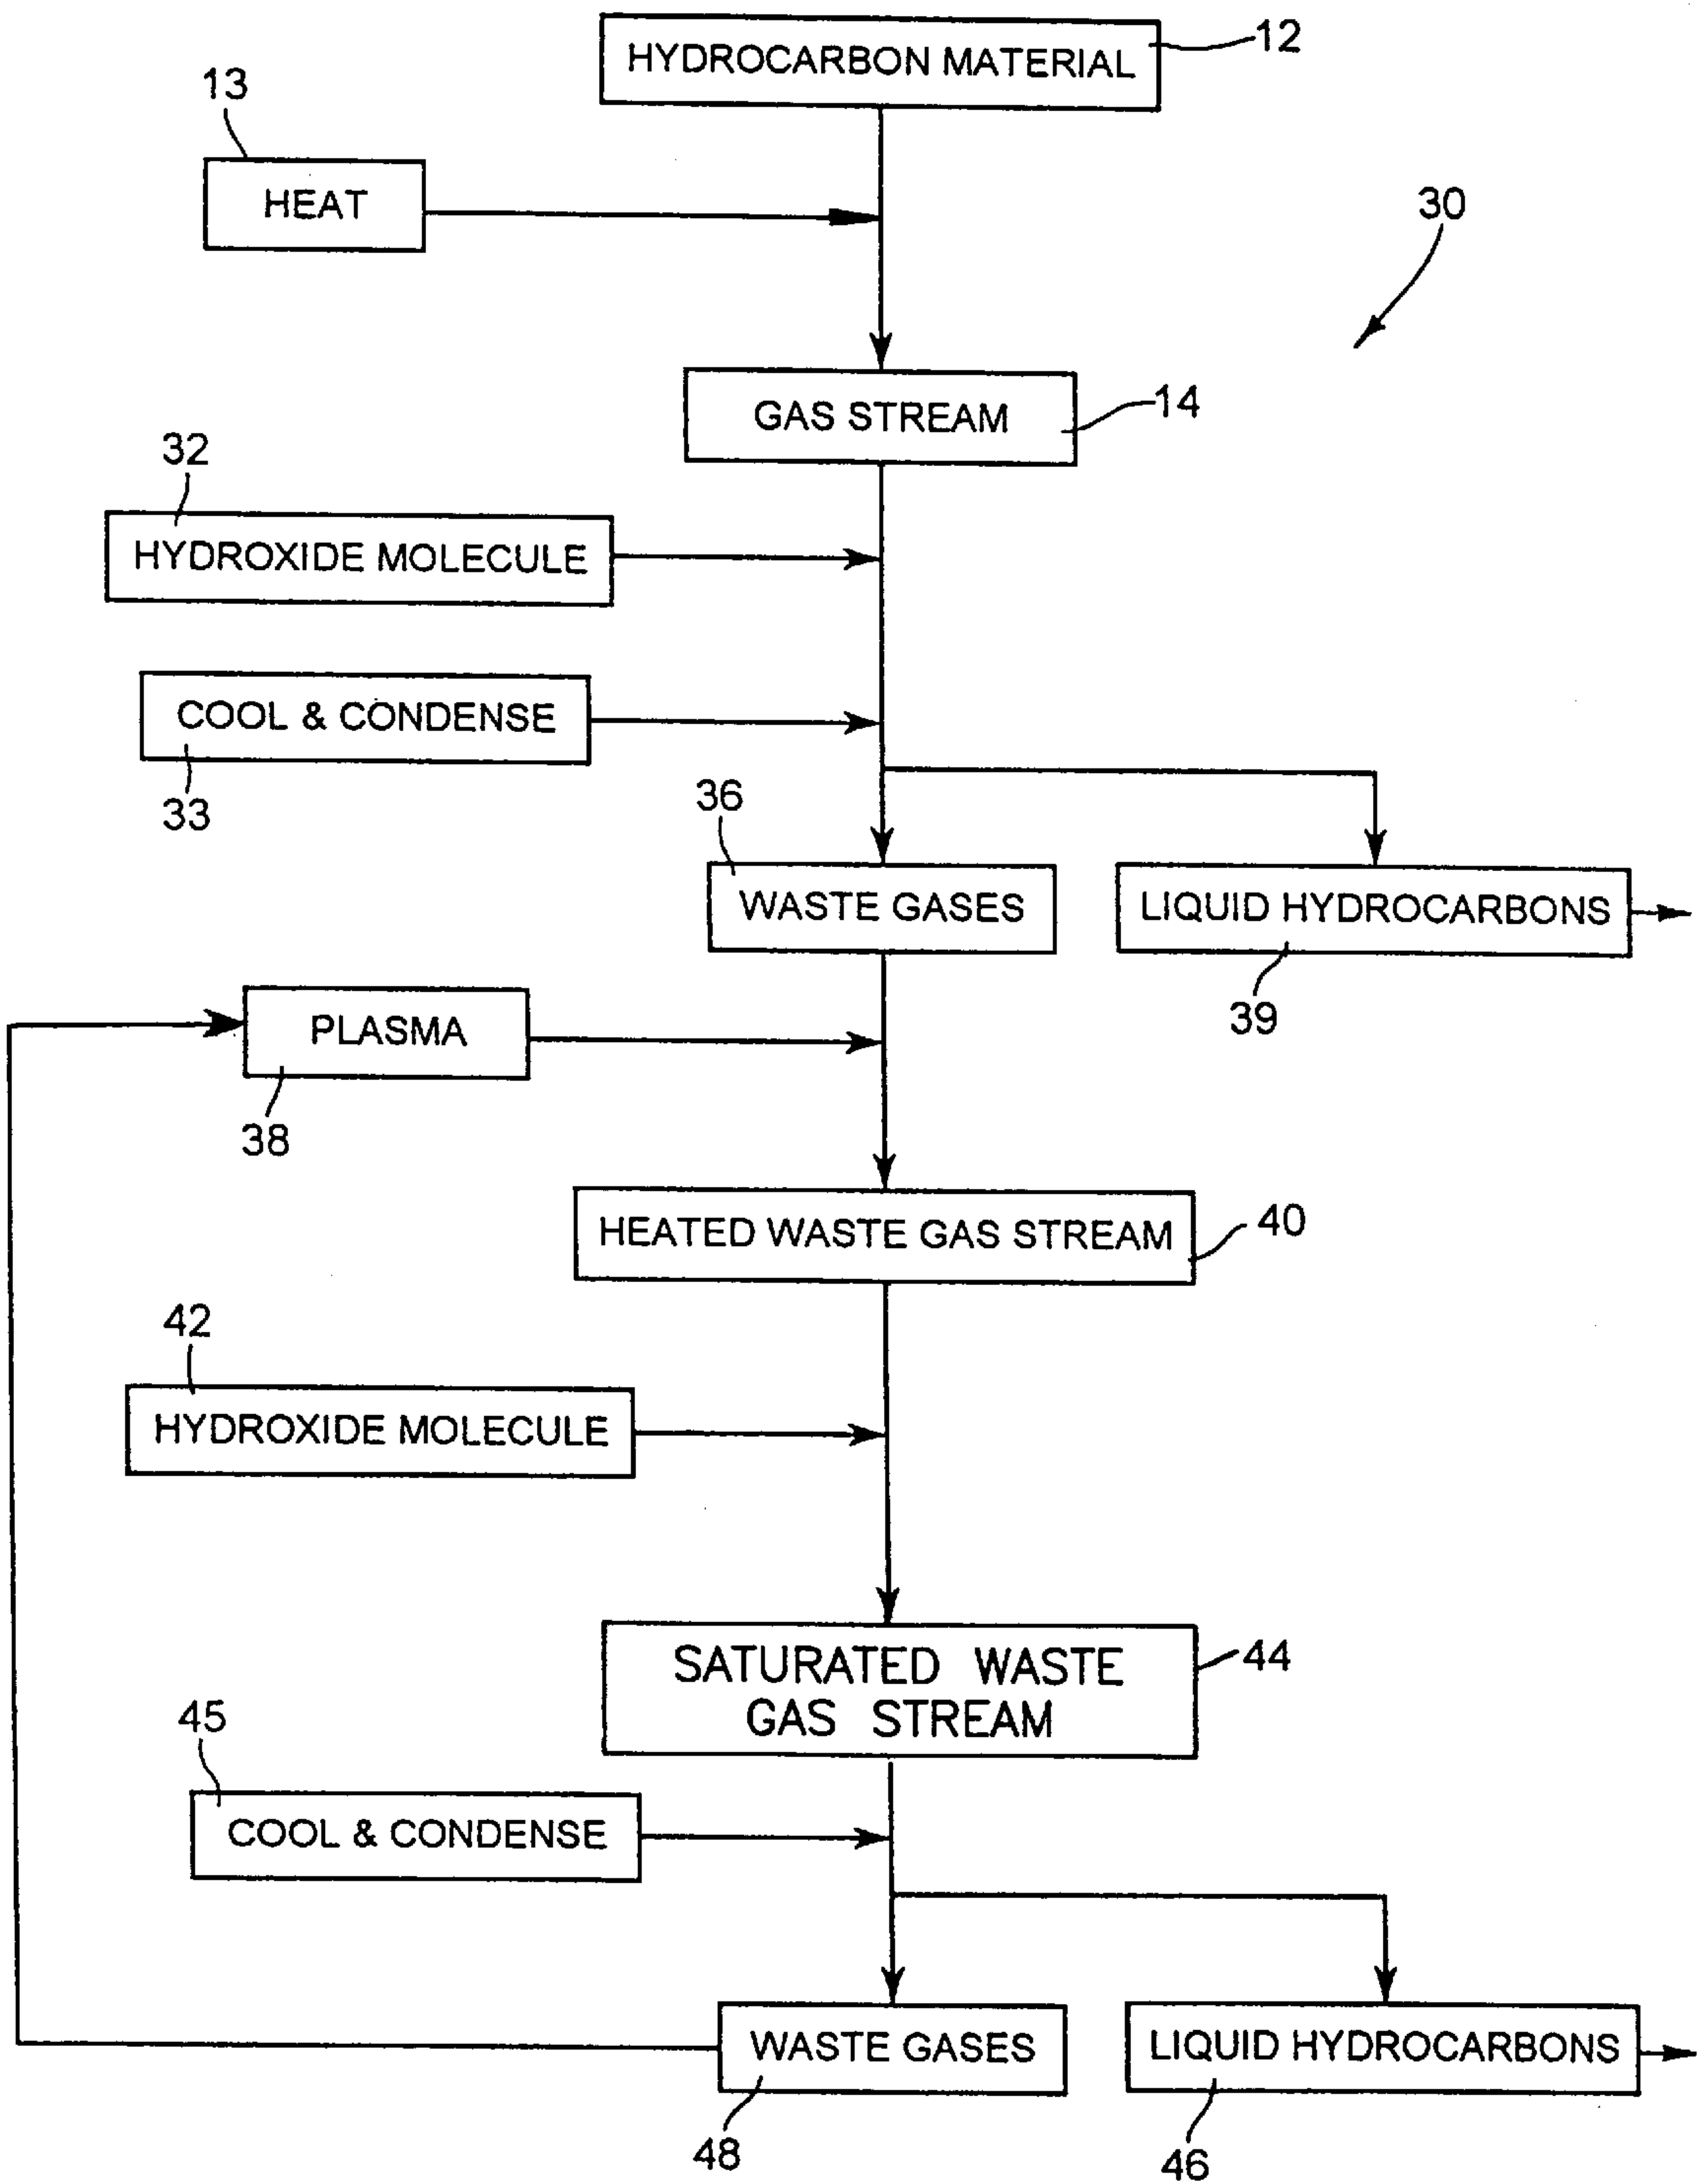 HYDROCARBON MATERIAL
12
13
HEAT
30
GAS STREAM
14
32
HYDROXIDE MOLECULE
COOL & CONDENSE
33
36
WASTE GASES
LIQUID HYDROCARBONS
39
PLASMA
38
HEATED WASTE GAS STREAM
40
42
HYDROXIDE MOLECULE
SATURATED WASTE
GAS STREAM
44
45
COOL & CONDENSE
WASTE GASES
48
LIQUID HYDROCARBONS
46